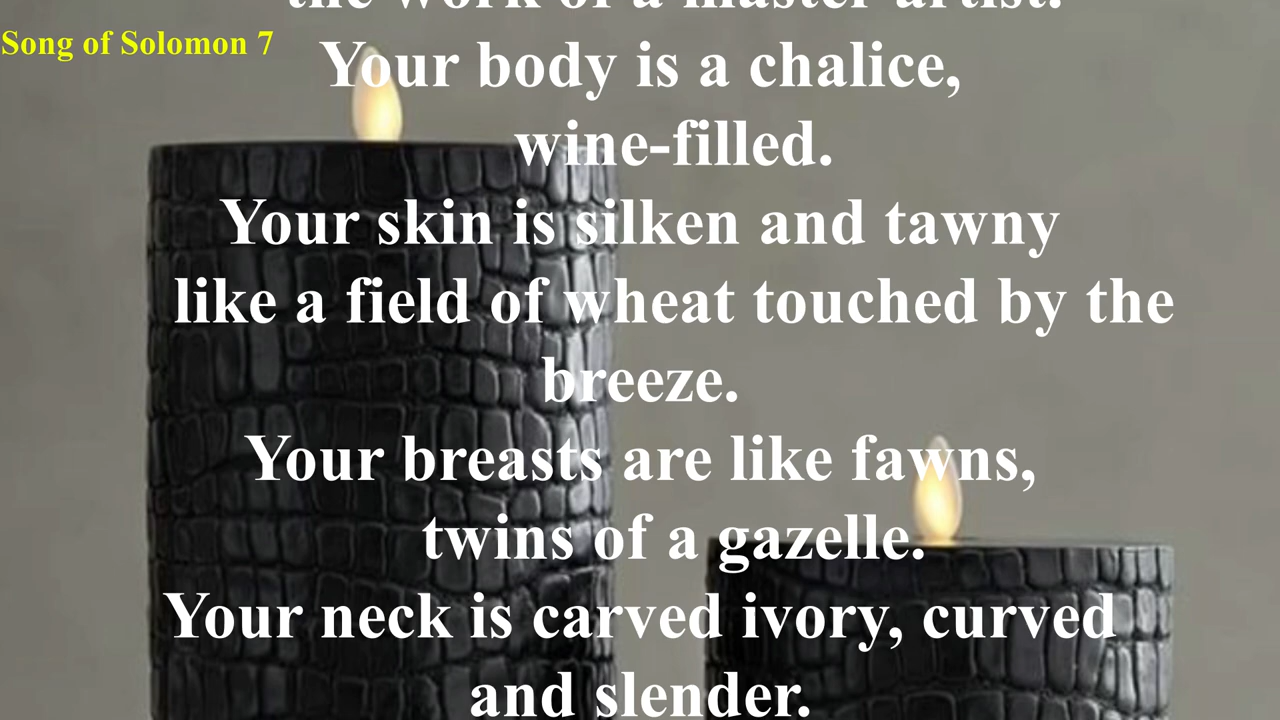 the work of a master artist.
Song of Solomon 7
Your body is a chalice,
wine-filled.
Your skin is silken and tawny
like a field of wheat touched by the
breeze.
Your breasts are like fawns,
twins of a gazelle.
Your neck is carved ivory, curved
and slender.